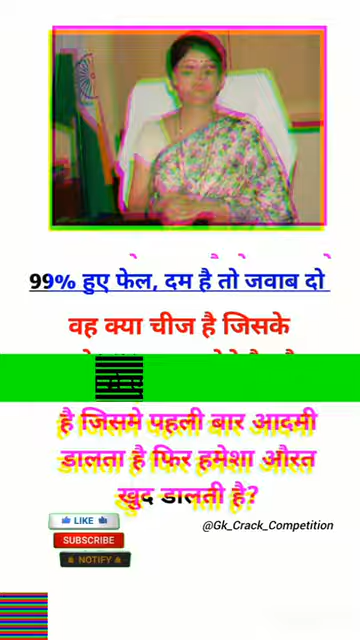 99% हुए फेल, दम है तो जवाब दो
वह क्या चीज है जिसके
है जिसमे पहली बार आदमी
डालता है फिर हमेशा औरत
खुद डालती है?
LIKE
@Gk_Crack_Competition
SUBSCRIBE
NOTIFY